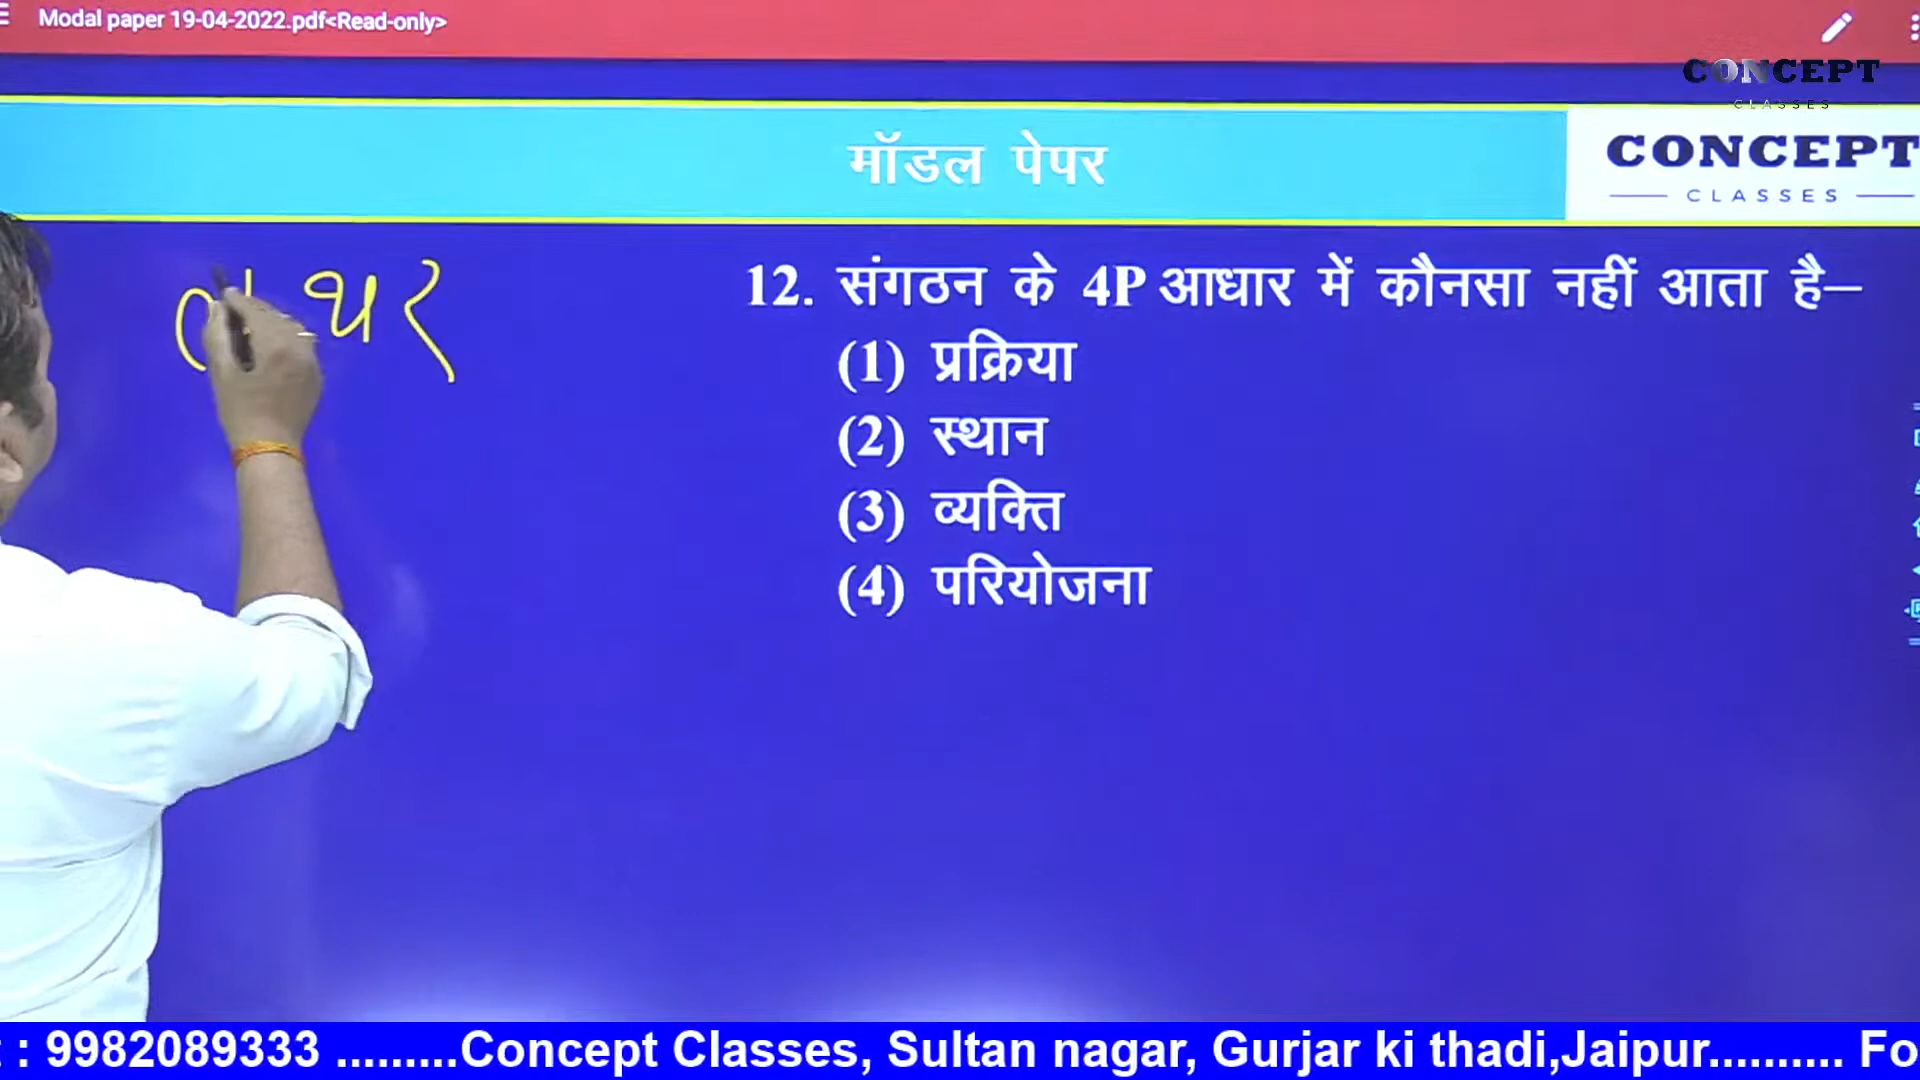 Modal paper 19-04-2022.pdf<Read-only>
CONCEPT
CLASSES
मॉडल पेपर
CONCEPT
CLASSES
थर
12. संगठन के 4P आधार में कौनसा नहीं आता है–
(1) प्रक्रिया
(2) स्थान
(3) व्यक्ति
(4) परियोजना
: 9982089333 .........Concept Classes, Sultan nagar, Gurjar ki thadi,Jaipur.......... Fo